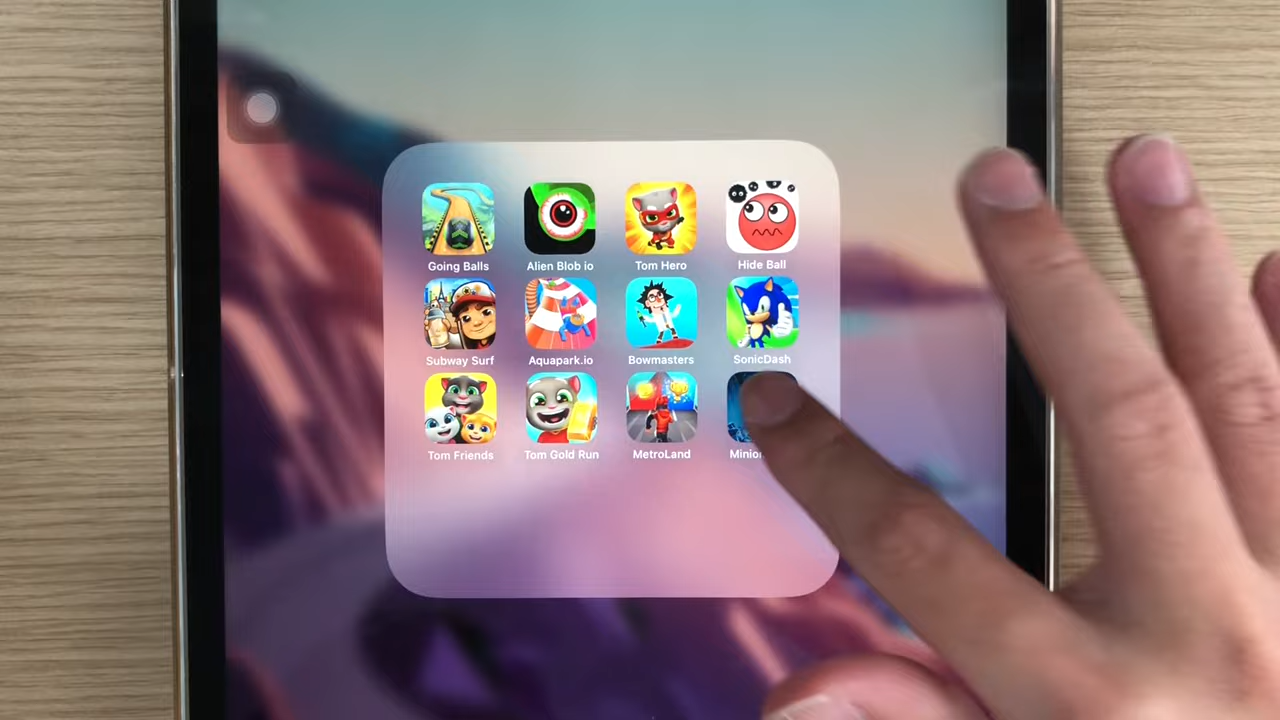 Going Balls Alien Blob io Tom Hero Hide Ball
Subway Surf Aquapark.io Bowmasters SonicDash
Tom Friends Tom Gold Run MetroLand Minio